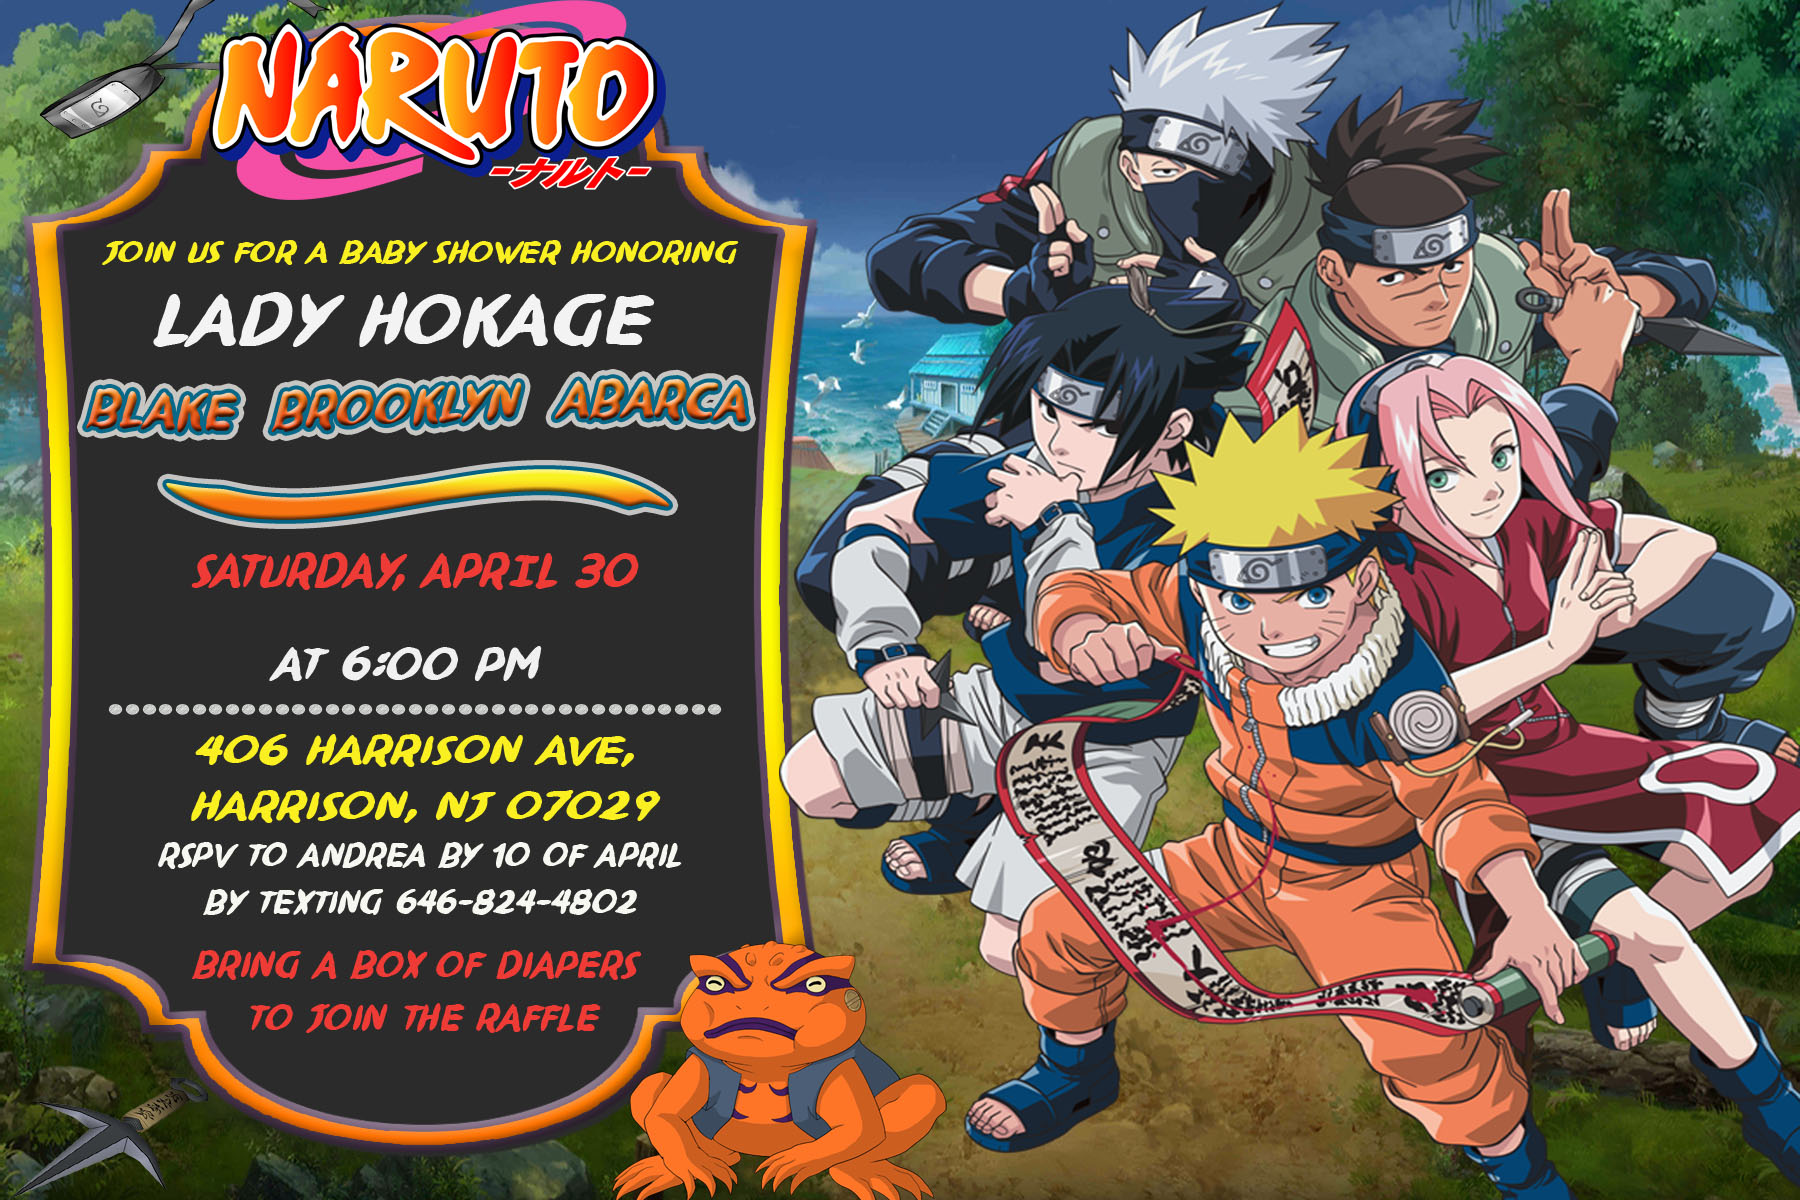 NARUTO
-ナルト-
JOIN US FOR A BABY SHOWER HONORING
LADY HOKAGE
BLAKE BROOKLYN ABARCA
SATURDAY, APRIL 30
AT 6:00 PM
406 HARRISON AVE,
HARRISON, NJ 07029
RSVP TO ANDREA BY 10 OF APRIL
BY TEXTING 646-824-4802
BRING A BOX OF DIAPERS
TO JOIN THE RAFFLE